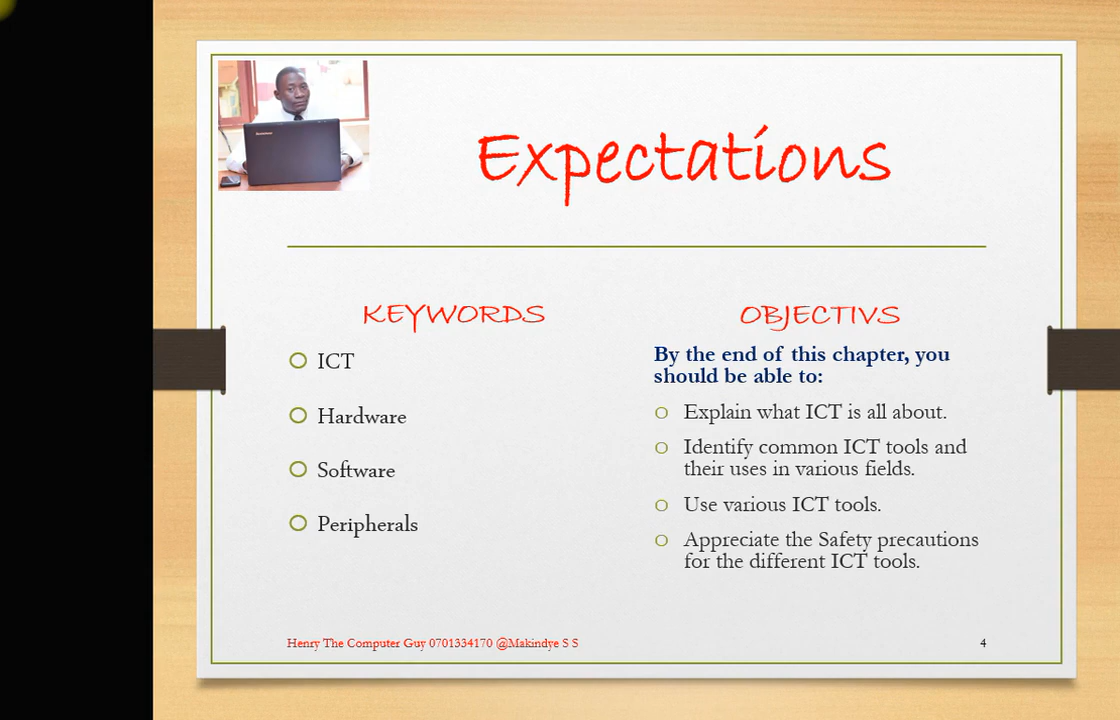 Expectations
KEYWORDS
ICT
Hardware
Software
Peripherals
OBJECTIVS
By the end of this chapter, you
should be able to:
Explain what ICT is all about.
Identify common ICT tools and
their uses in various fields.
Use various ICT tools.
Appreciate the Safety precautions
for the different ICT tools.
Henry The Computer Guy 0701334170 @Makindye S S
4